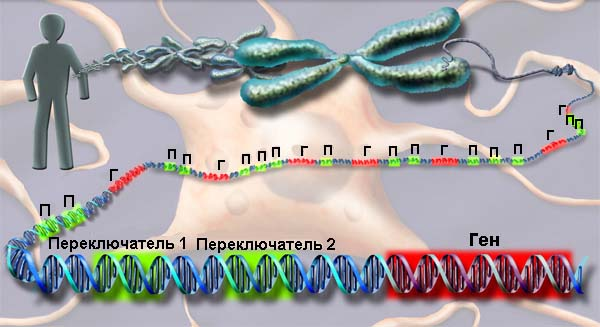 Г П
П
Г
П П Г П П П Г П Г П П Г П П П
Г
П П
Переключатель 1 Переключатель 2 Ген